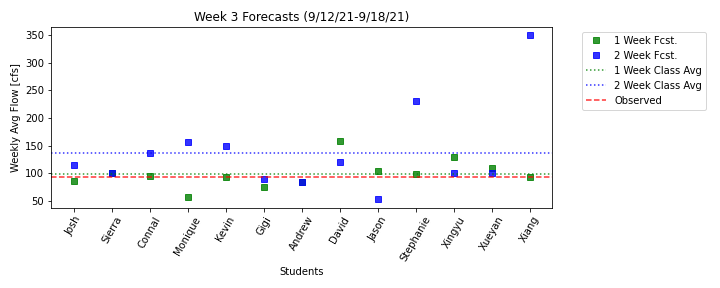 Week 3 Forecasts (9/12/21-9/18/21)
Weekly Avg Flow [cfs]
350
300
250
200
150
100
50
Josh
Sierra
Connal
Monique
Kevin
Gigi
Andrew
David
Jason
Stephanie
Xingyu
Xueyan
Xiang
Students
1 Week Fcst.
2 Week Fcst.
1 Week Class Avg
2 Week Class Avg
Observed